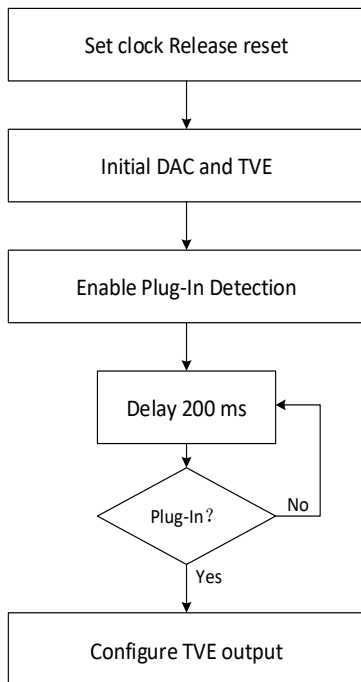 Set clock Release reset
Initial DAC and TVE
Enable Plug-In Detection
Delay 200 ms
Plug-In？
No
Yes
Configure TVE output